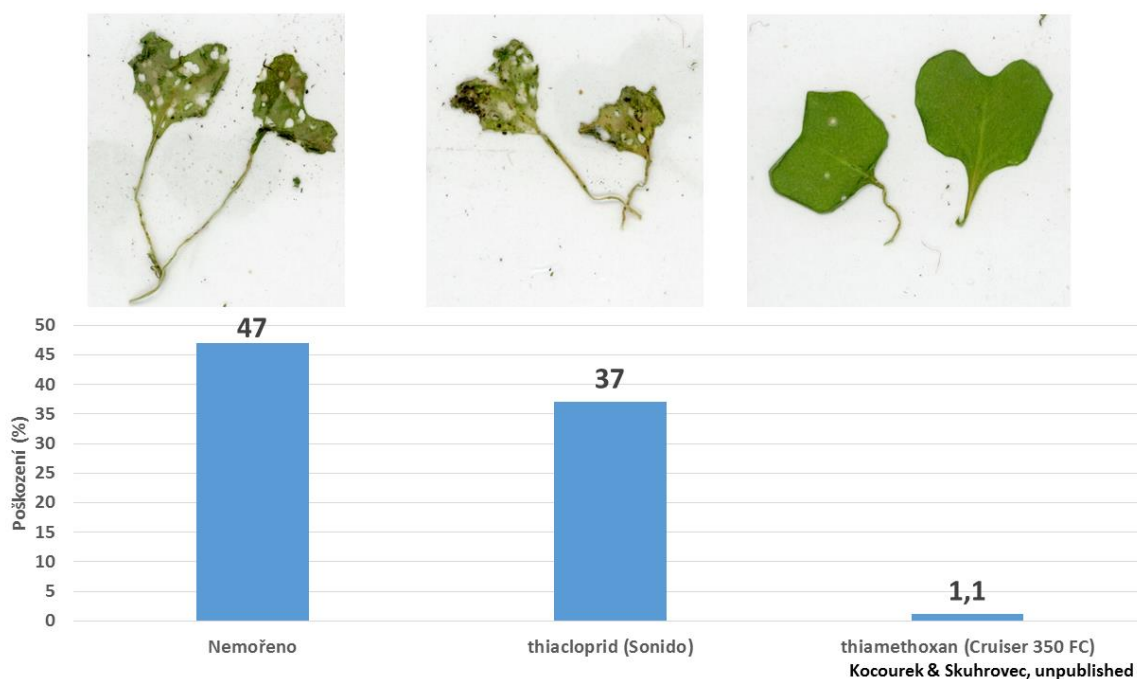 50
45
40
35
30
25
20
15
10
5
0
Poškození (%)
47
37
1,1
Nemořeno
thiacloprid (Sonido)
thiamethoxan (Cruiser 350 FC)
Kocourek & Skuhrovec, unpublished